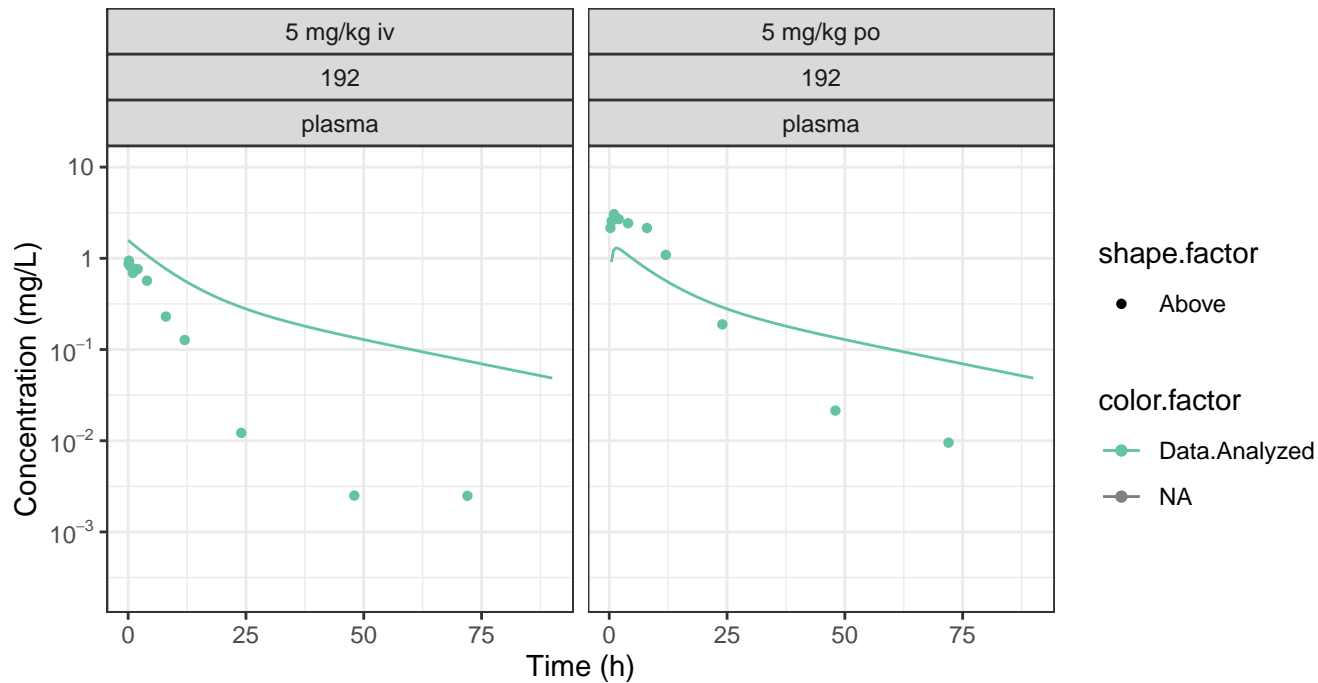 5 mg/kg iv
5 mg/kg po
192
192
plasma
plasma
Concentration (mg/L)
10
1
10⁻¹
10⁻²
10⁻³
0 25 50 75
0 25 50 75
Time (h)
shape.factor
Above
color.factor
Data.Analyzed
NA